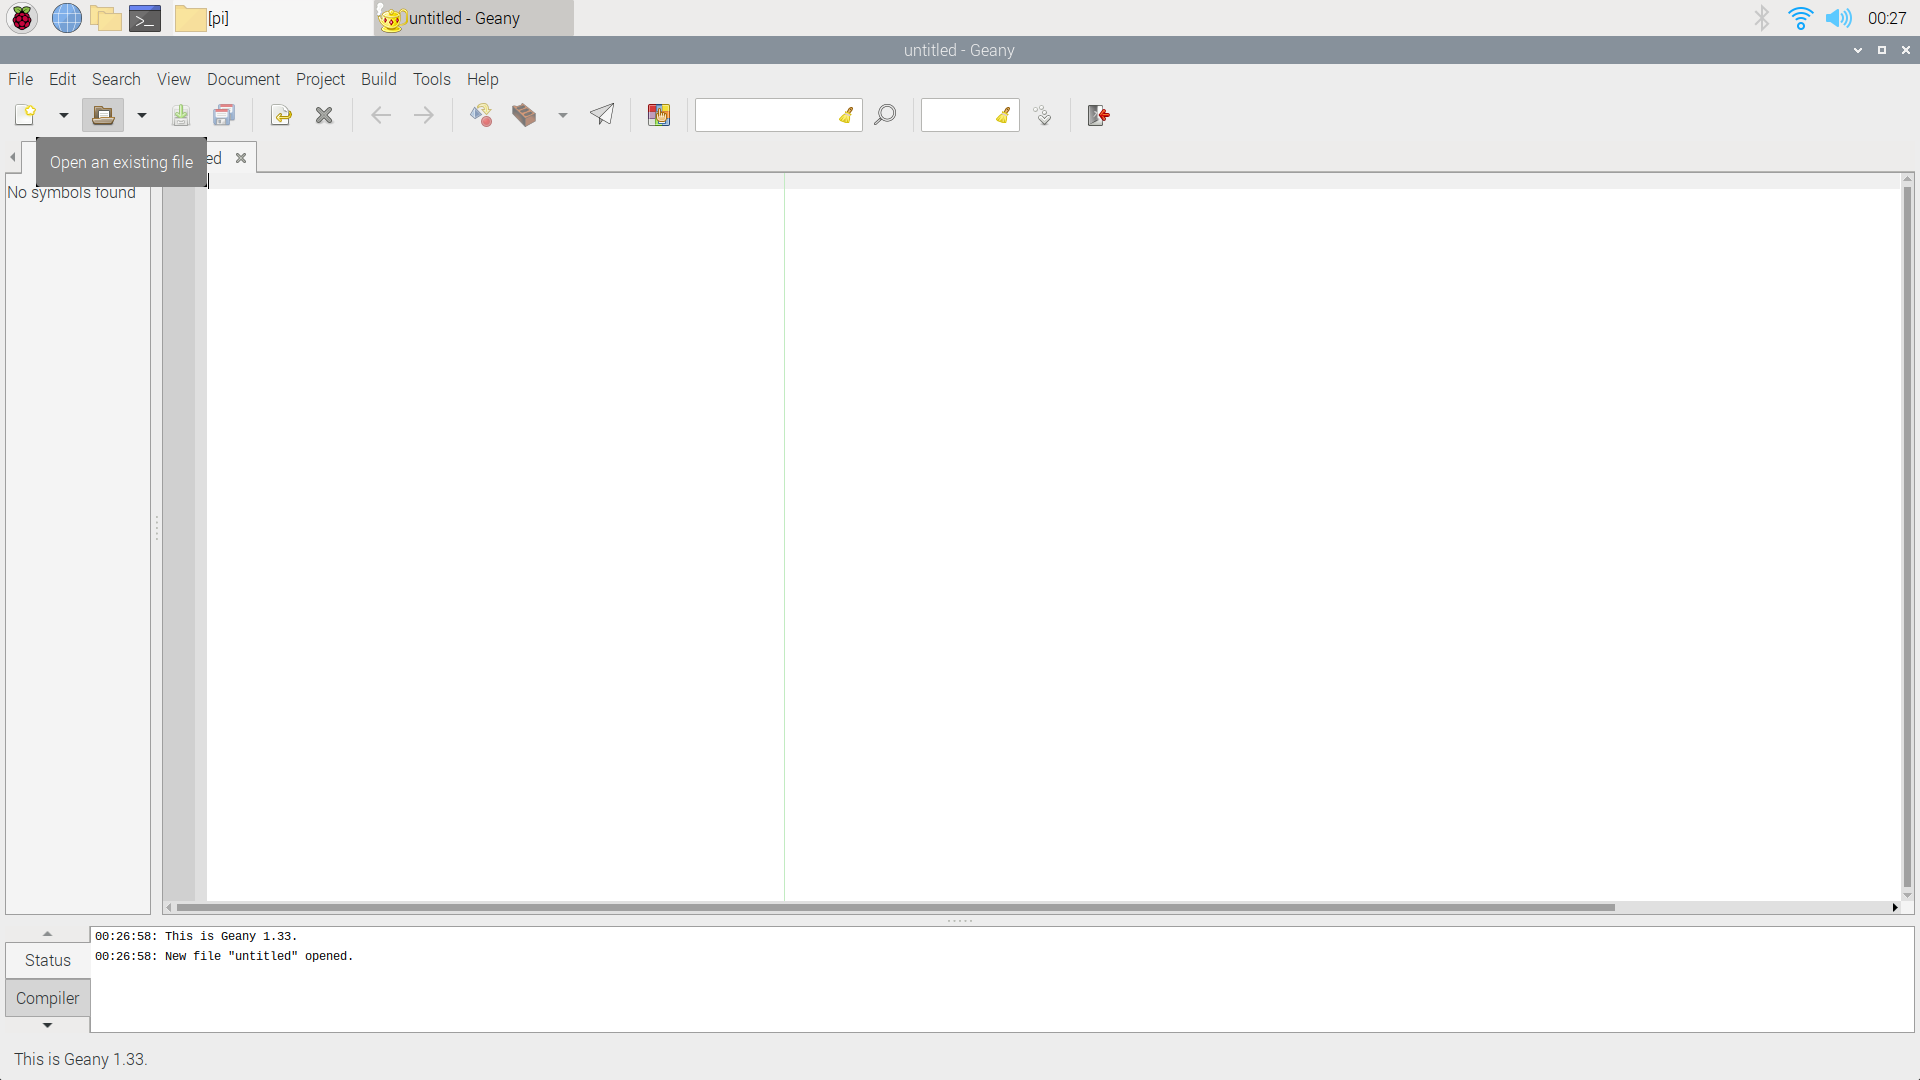 [pi]
untitled - Geany
00:27
untitled - Geany
File Edit Search View Document Project Build Tools Help
Open an existing file
ed
No symbols found
Status
Compiler
00:26:58: This is Geany 1.33.
00:26:58: New file "untitled" opened.
This is Geany 1.33.